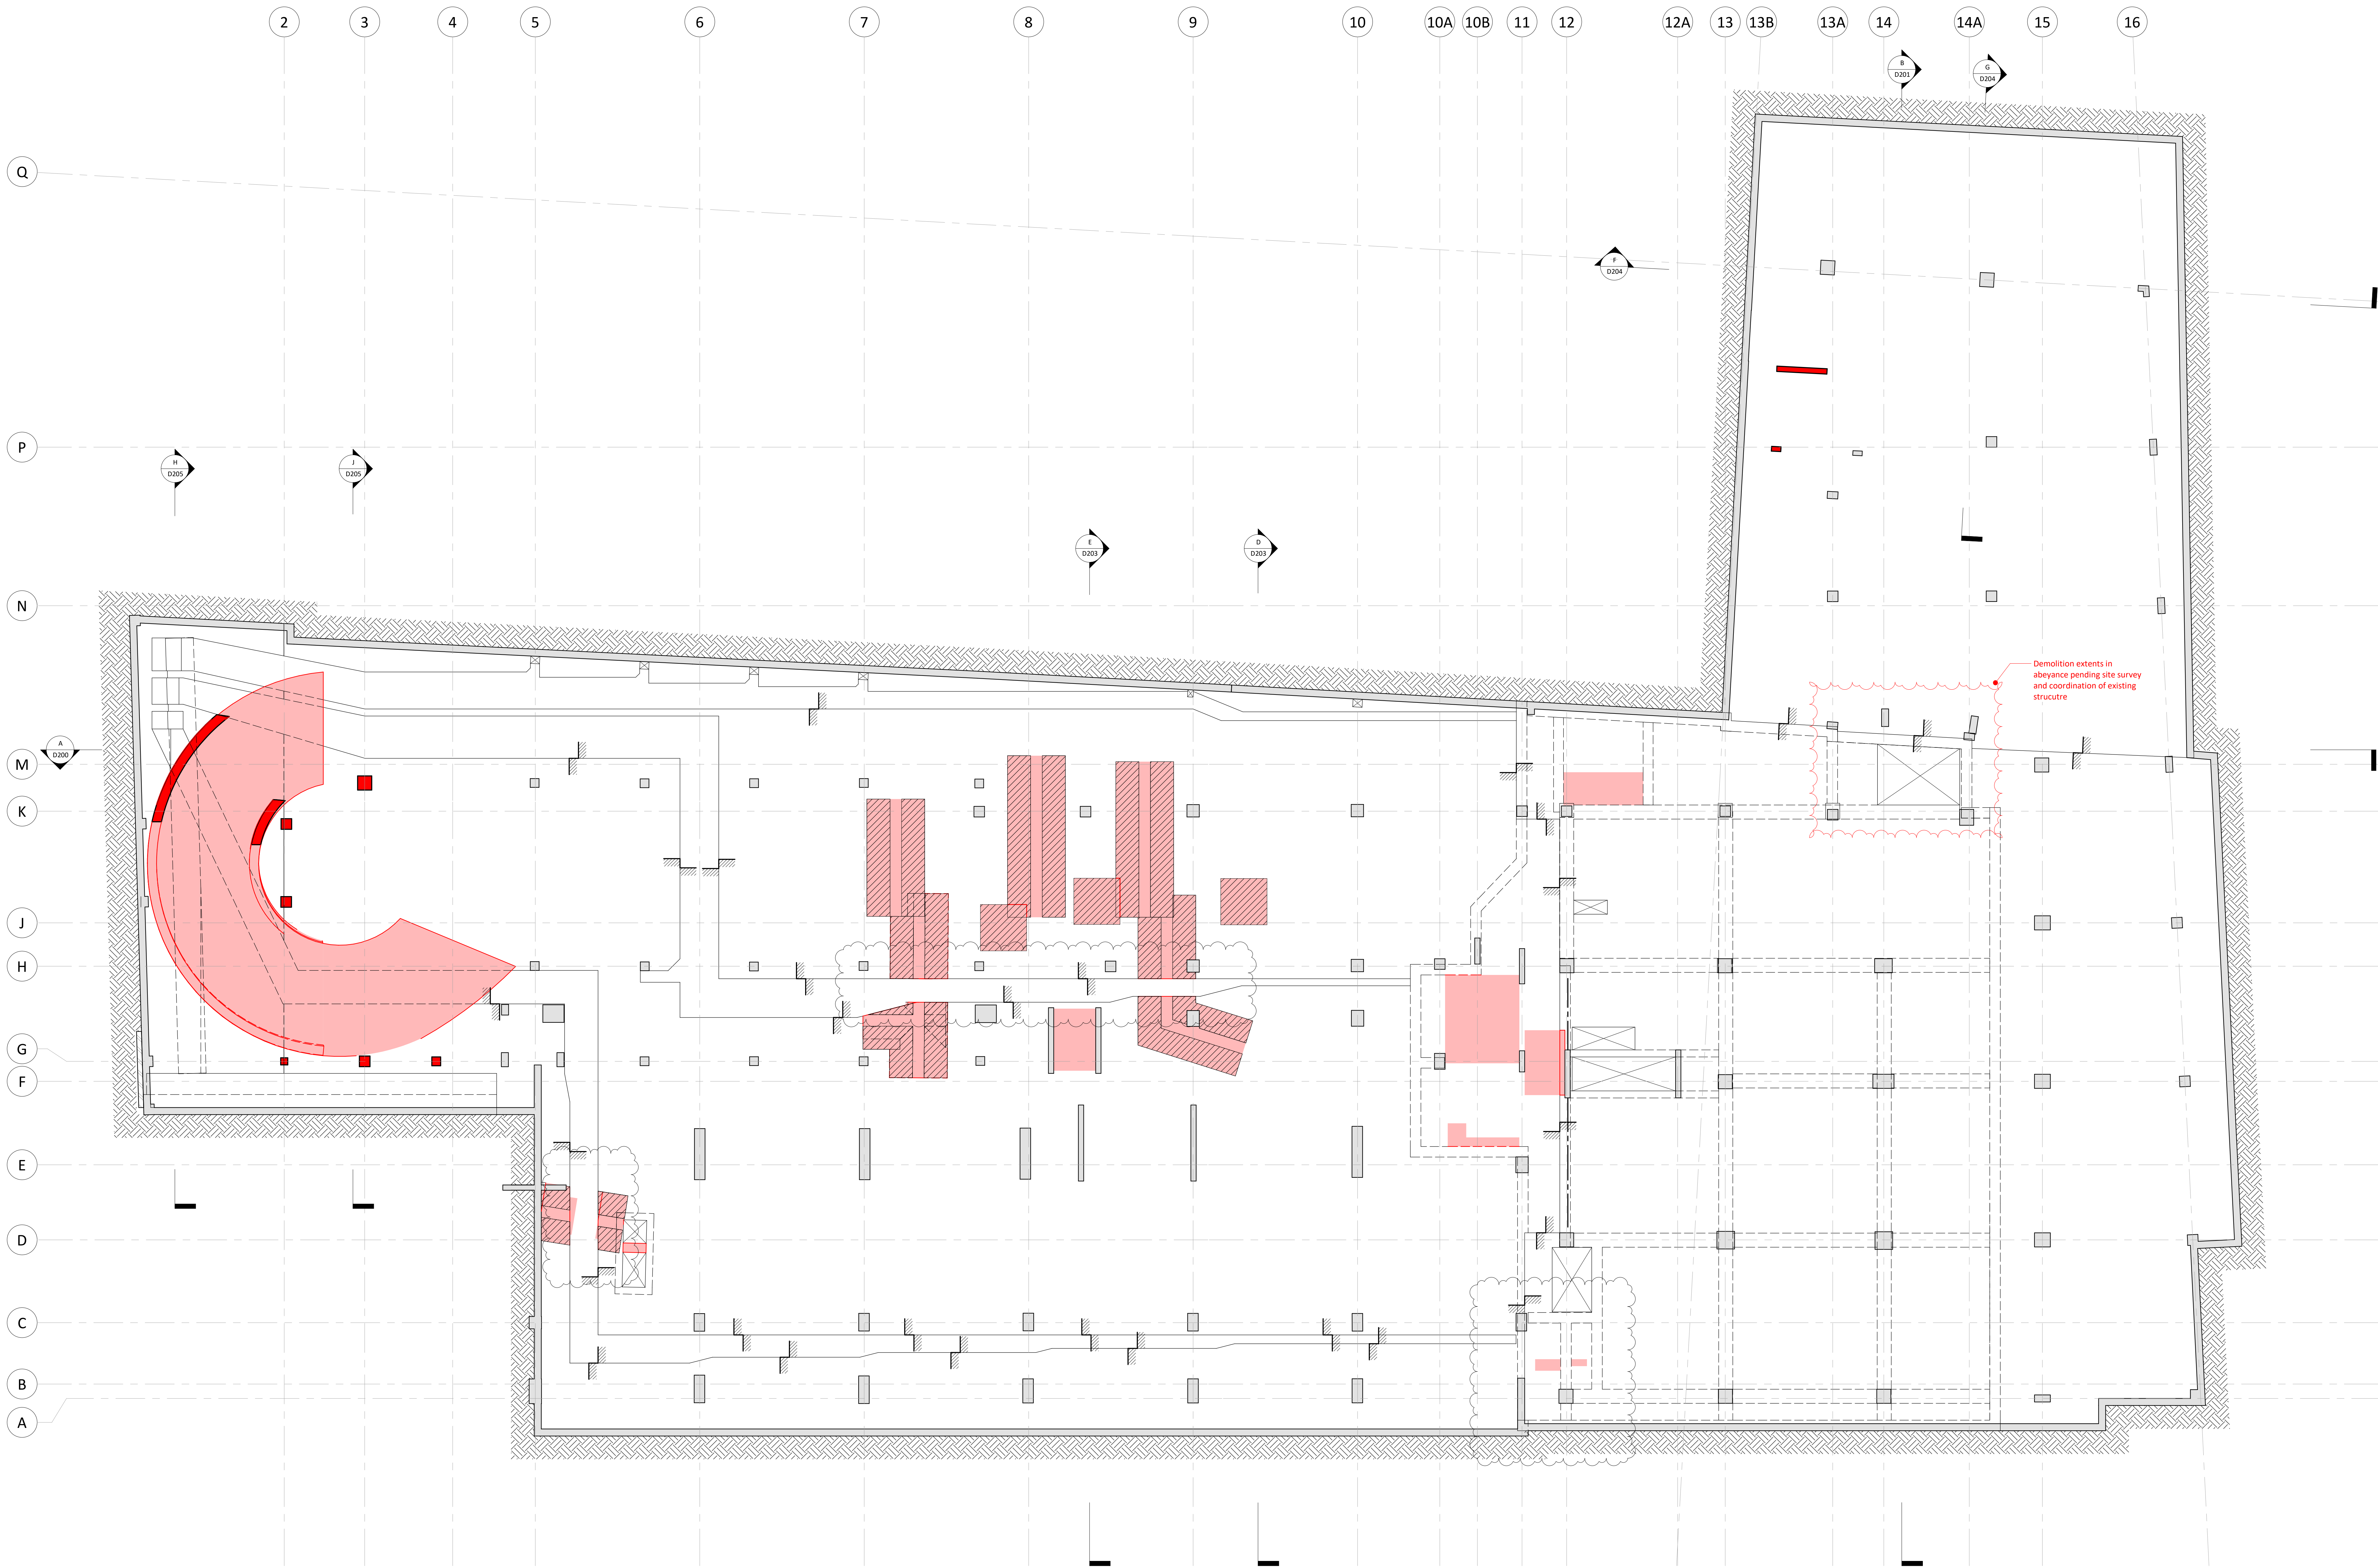 2 3 4 5 6 7 8 9 10 10A 10B 11 12 12A 13 13B 13A 14 14A 15 16
B
D201
G
D204
Q
F
D204
P
H
D205
J
D205
E
D203
D
D203
N
Demolition extents in
abeyance pending site survey
and coordination of existing
strucutre
A
D200
M
K
J
H
G
F
E
D
C
B
A